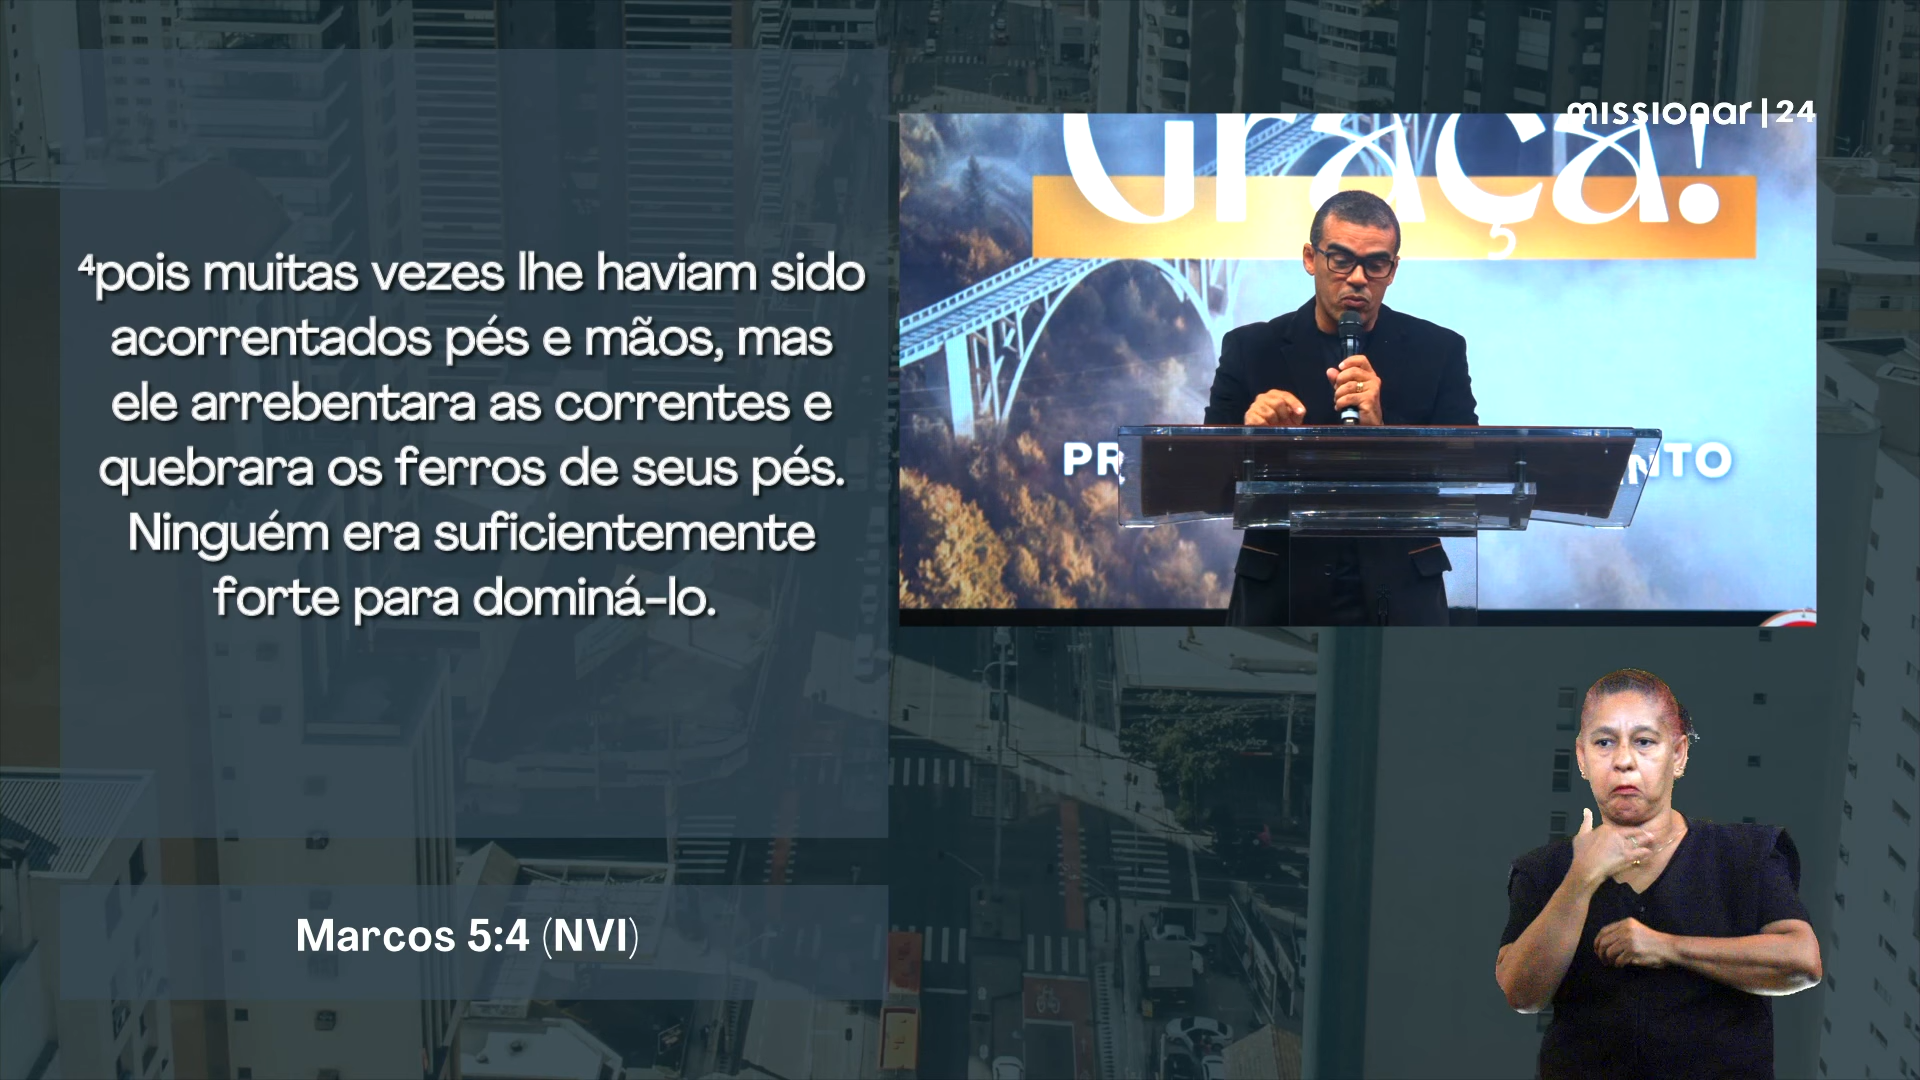 missionar|24
Graça!
⁴pois muitas vezes lhe haviam sido
acorrentados pés e mãos, mas
ele arrebentara as correntes e
quebrara os ferros de seus pés.
Ninguém era suficientemente
forte para dominá-lo.
Marcos 5:4 (NVI)